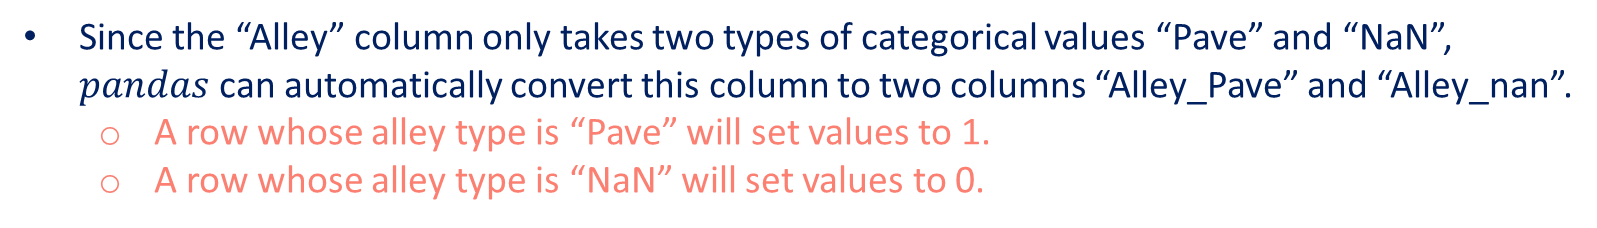 • Since the “Alley” column only takes two types of categorical values “Pave” and “NaN”,
pandas can automatically convert this column to two columns “Alley_Pave” and “Alley_nan”.
o A row whose alley type is “Pave” will set values to 1.
o A row whose alley type is “NaN” will set values to 0.